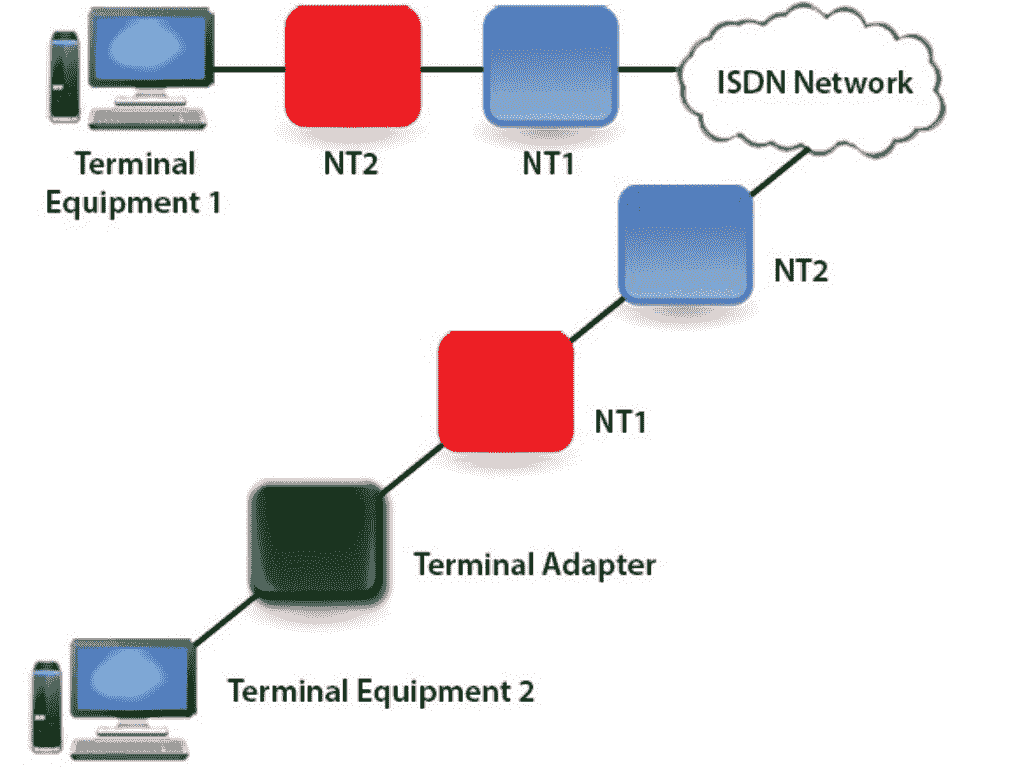 ISDN Network
Terminal
Equipment 1
NT2
NT1
NT2
NT1
Terminal Adapter
Terminal Equipment 2